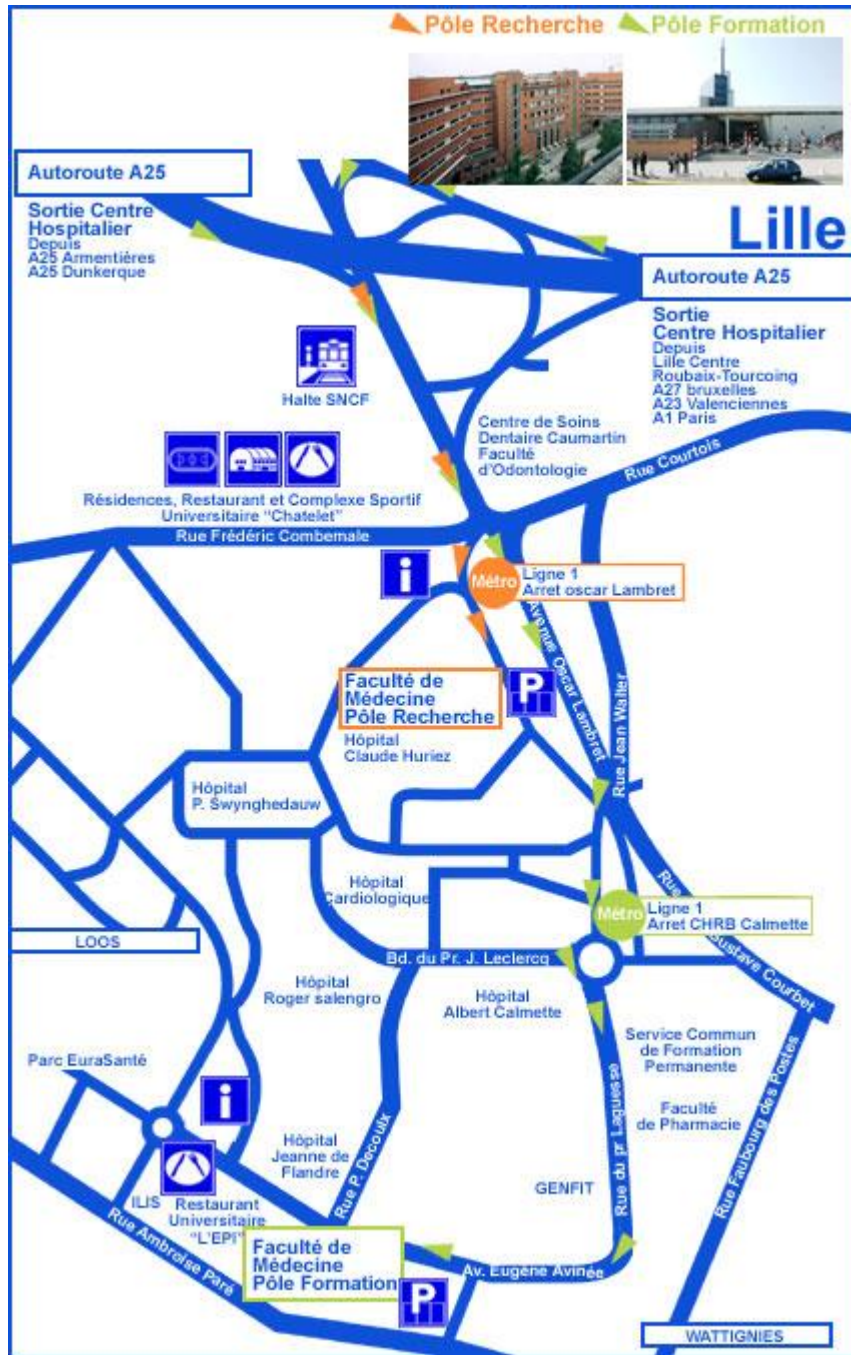 Pôle Recherche
Pôle Formation
Autoroute A25
Sortie Centre
Hospitalier
Depuis
A25 Armentières
A25 Dunkerque
Lille
Autoroute A25
Sortie
Centre Hospitalier
Depuis
Lille Centre
Roubaix-Tourcoing
A27 bruxelles
A23 Valenciennes
A1 Paris
i
Halte SNCF
Centre de Soins
Dentaire Caumartin
Faculté
d'Odontologie
Rue Courtois
Résidences, Restaurant et Complexe Sportif
Universitaire "Chatelet"
Rue Frédéric Combemale
i
Métro
Ligne 1
Arret oscar Lambret
Avenue Oscar Lambret
Rue Jean Walter
Faculté de
Médecine
Pôle Recherche
P
Hôpital
Claude Huriez
Hôpital
P. Swynghedauw
Hôpital
Cardiologique
Métro
Ligne 1
Arret CHRB Calmette
Rue Gustave Courbet
LOOS
Bd. du Pr. J. Leclercq
Hôpital
Roger salengro
Hôpital
Albert Calmette
Service Commun
de Formation
Permanente
Faculté
de Pharmacie
Parc EuraSanté
i
Hôpital
Jeanne de
Flandre
Rue P. Decoulx
Rue du pr Laguesse
Rue Faubourg des Postes
GENFIT
ILIS
Restaurant
Universitaire
"L'EPI"
Rue Ambroise Paré
Faculté de
Médecine
Pôle Formation
P
Av. Eugène Avinée
WATTIGNIES